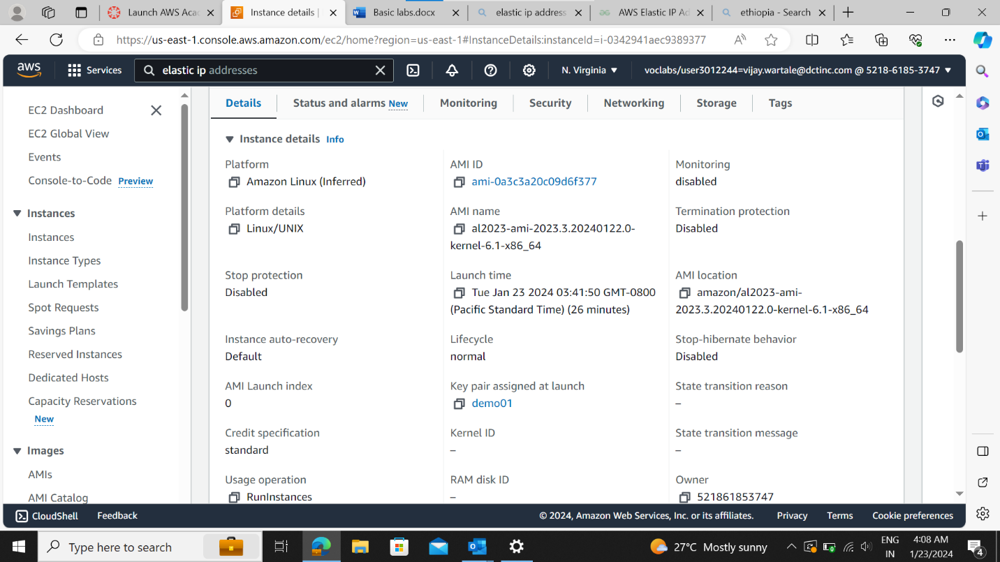 Launch AWS Aca
Instance details |
Basic labs.docx
elastic ip address
AWS Elastic IP Ad
ethiopia - Search
https://us-east-1.console.aws.amazon.com/ec2/home?region=us-east-1#InstanceDetails:instanceId=i-0342941aec9389377
aws
Services
elastic ip addresses
N. Virginia
voclabs/user3012244=vijay.wartale@dctinc.com @ 5218-6185-3747
EC2 Dashboard
EC2 Global View
Events
Console-to-Code Preview
Instances
Instances
Instance Types
Launch Templates
Spot Requests
Savings Plans
Reserved Instances
Dedicated Hosts
Capacity Reservations
New
Images
AMIs
AMI Catalog
Details
Status and alarms New
Monitoring
Security
Networking
Storage
Tags
Instance details Info
Platform
Amazon Linux (Inferred)
AMI ID
ami-0a3c3a20c09d6f377
Monitoring
disabled
Platform details
Linux/UNIX
AMI name
al2023-ami-2023.3.20240122.0-
kernel-6.1-x86_64
Termination protection
Disabled
Stop protection
Disabled
Launch time
Tue Jan 23 2024 03:41:50 GMT-0800
(Pacific Standard Time) (26 minutes)
AMI location
amazon/al2023-ami-
2023.3.20240122.0-kernel-6.1-x86_64
Instance auto-recovery
Default
Lifecycle
normal
Stop-hibernate behavior
Disabled
AMI Launch index
0
Key pair assigned at launch
demo01
State transition reason
–
Credit specification
standard
Kernel ID
–
State transition message
–
Usage operation
RunInstances
RAM disk ID
–
Owner
521861853747
CloudShell
Feedback
© 2024, Amazon Web Services, Inc. or its affiliates.
Privacy
Terms
Cookie preferences
Type here to search
27°C Mostly sunny
ENG
IN
4:08 AM
1/23/2024
4